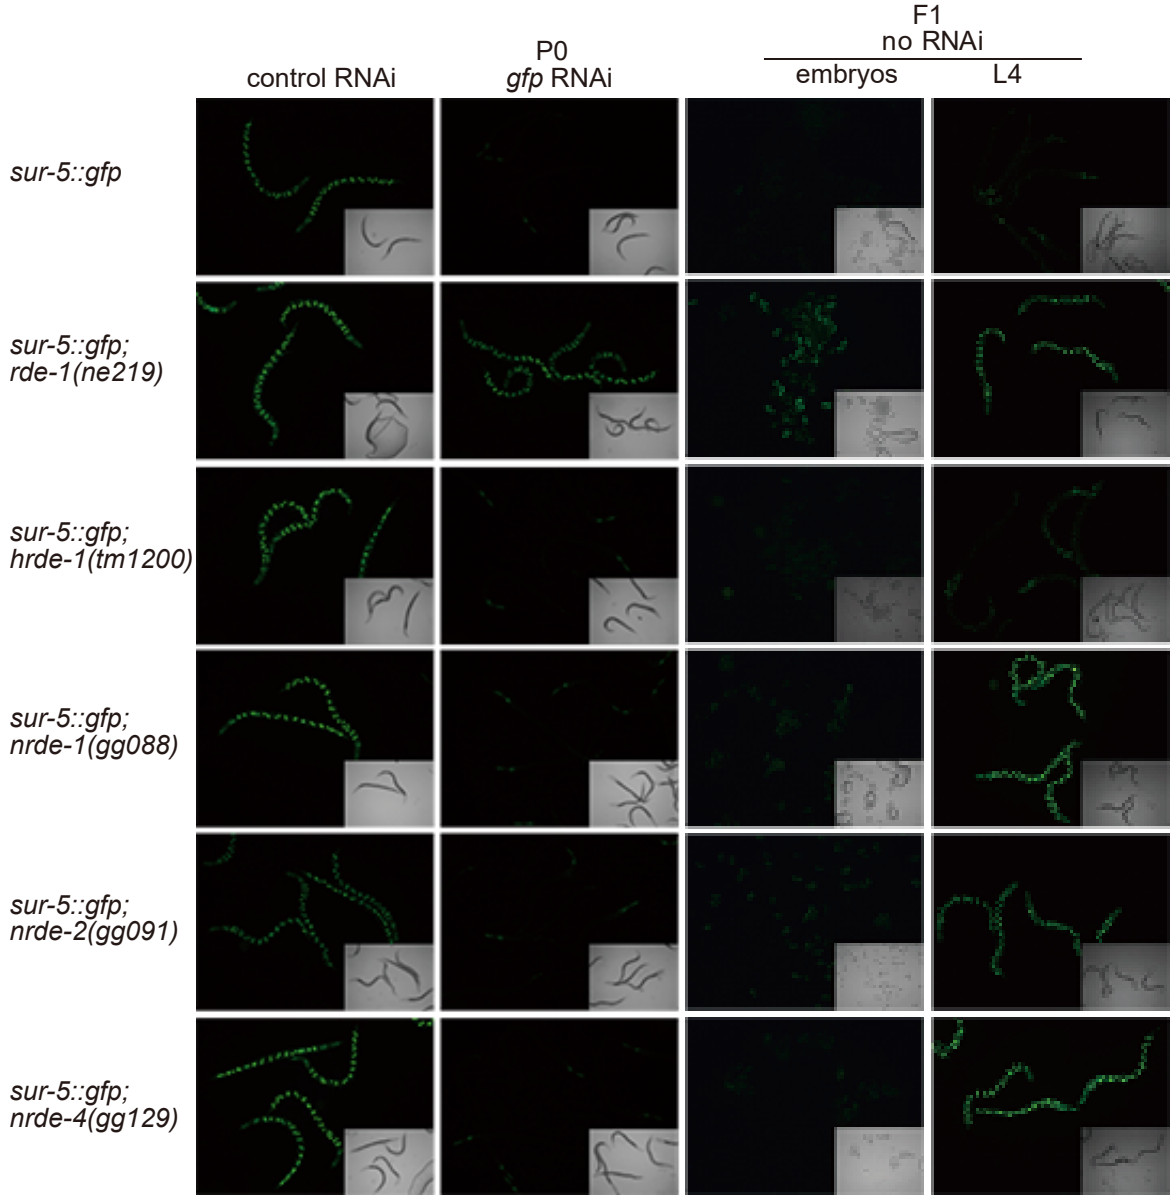 F1
P0
no RNAi
control RNAi
gfp RNAi
embryos
L4
sur-5::gfp
sur-5::gfp;
rde-1(ne219)
sur-5::gfp;
hrde-1(tm1200)
sur-5::gfp;
nrde-1(gg088)
sur-5::gfp;
nrde-2(gg091)
sur-5::gfp;
nrde-4(gg129)